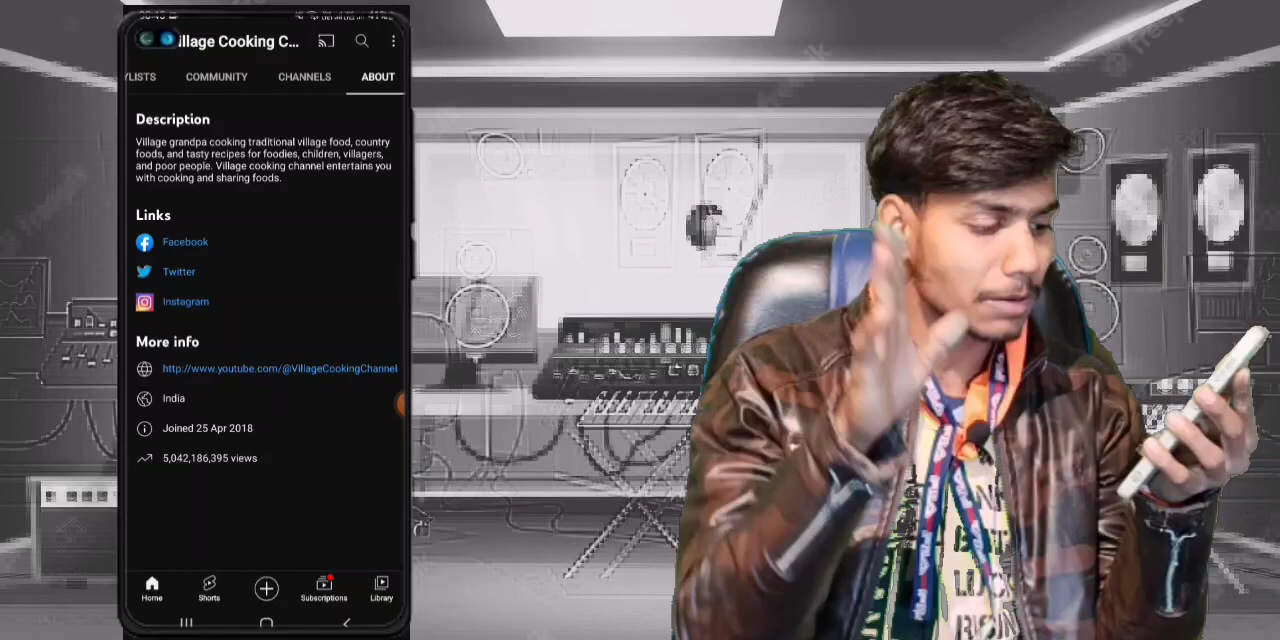 illage Cooking C...
YLISTS COMMUNITY CHANNELS ABOUT
Description
Village grandpa cooking traditional village food, country
foods, and tasty recipes for foodies, children, villagers,
and poor people. Village cooking channel entertains you
with cooking and sharing foods.
Links
Facebook
Twitter
Instagram
More info
http://www.youtube.com/@VillageCookingChannel
India
Joined 25 Apr 2018
5,042,186,395 views
Home Shorts Subscriptions Library